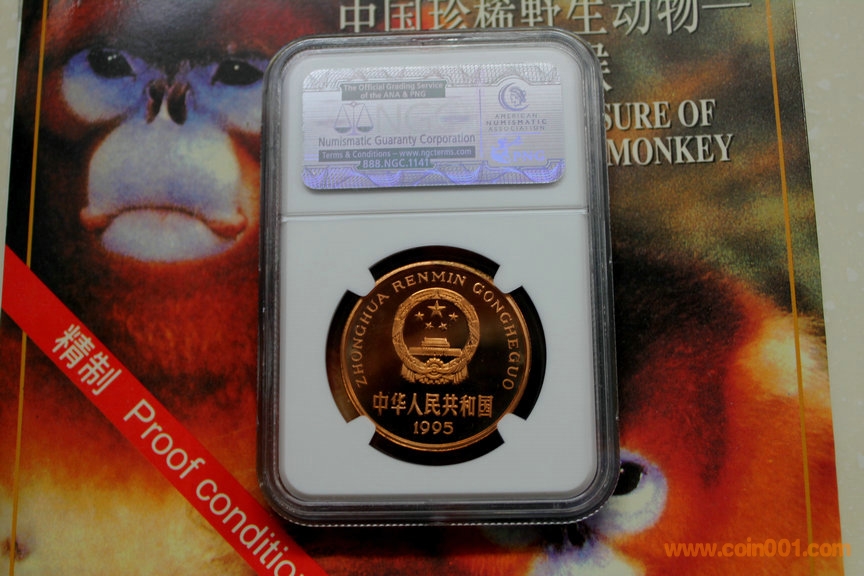 中国珍稀野生动物—
猴
SURE OF
MONKEY
The Official Grading Service
of the ANA & PNG
NGC
Numismatic Guaranty Corporation
Terms & Conditions – www.ngcterms.com
888.NGC.1141
AMERICAN
NUMISMATIC
ASSOCIATION
ZHONGHUA RENMIN GONGHEGUO
中华人民共和国
1995
精制 Proof condition
www.coin001.com